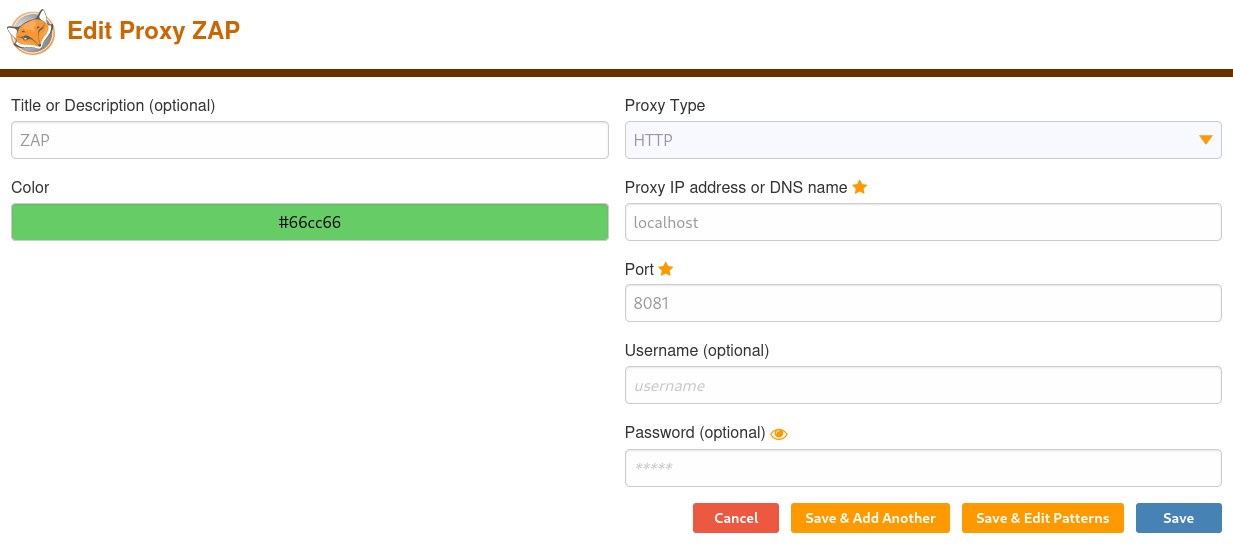 Edit Proxy ZAP
Title or Description (optional)
ZAP
Color
#66cc66
Proxy Type
HTTP
Proxy IP address or DNS name
localhost
Port
8081
Username (optional)
username
Password (optional)
*****
Cancel
Save & Add Another
Save & Edit Patterns
Save